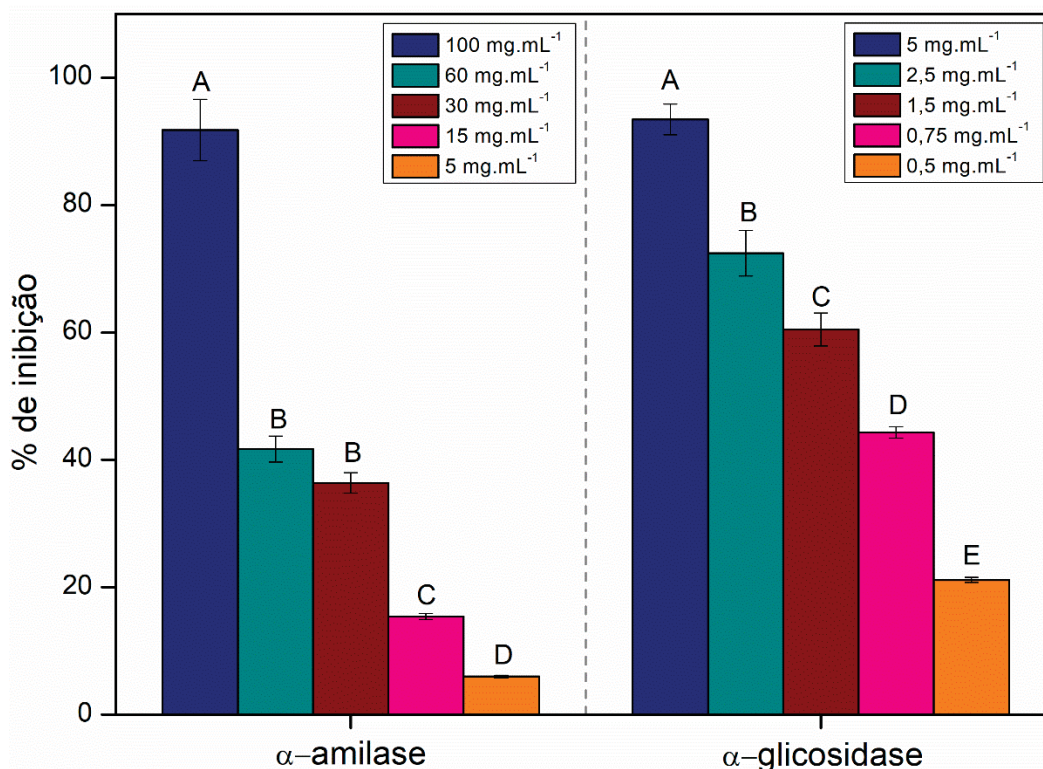 100 mg.mL⁻¹
60 mg.mL⁻¹
30 mg.mL⁻¹
15 mg.mL⁻¹
5 mg.mL⁻¹
5 mg.mL⁻¹
2,5 mg.mL⁻¹
1,5 mg.mL⁻¹
0,75 mg.mL⁻¹
0,5 mg.mL⁻¹
% de inibição
100
80
60
40
20
0
A
B
B
C
D
A
B
C
D
E
α−amilase
α−glicosidase